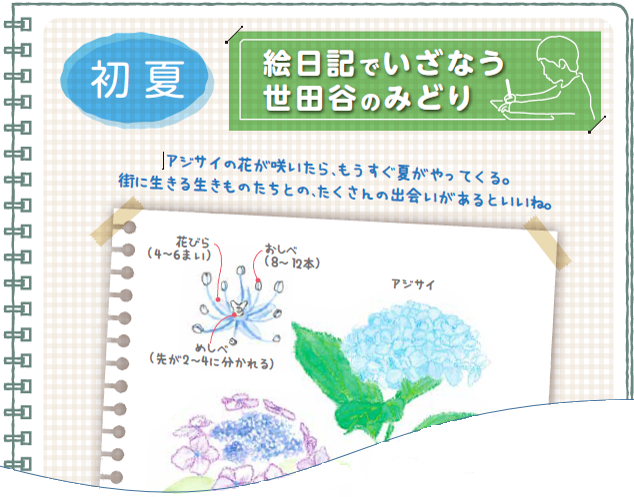 初夏
絵日記でいざなう
世田谷のみどり
アジサイの花が咲いたら、もうすぐ夏がやってくる。
街に生きる生きものたちとの、たくさんの出会いがあるといいね。
花びら
(4〜6まい)
おしべ
(8〜12本)
アジサイ
めしべ
(先が2〜4に分かれる)